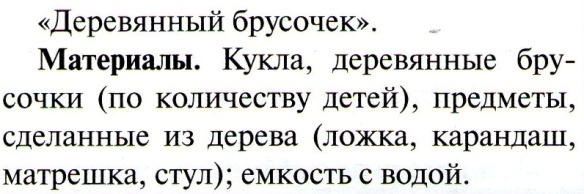 «Деревянный брусочек».
Материалы. Кукла, деревянные бру-
сочки (по количеству детей), предметы,
сделанные из дерева (ложка, карандаш,
матрешка, стул); емкость с водой.